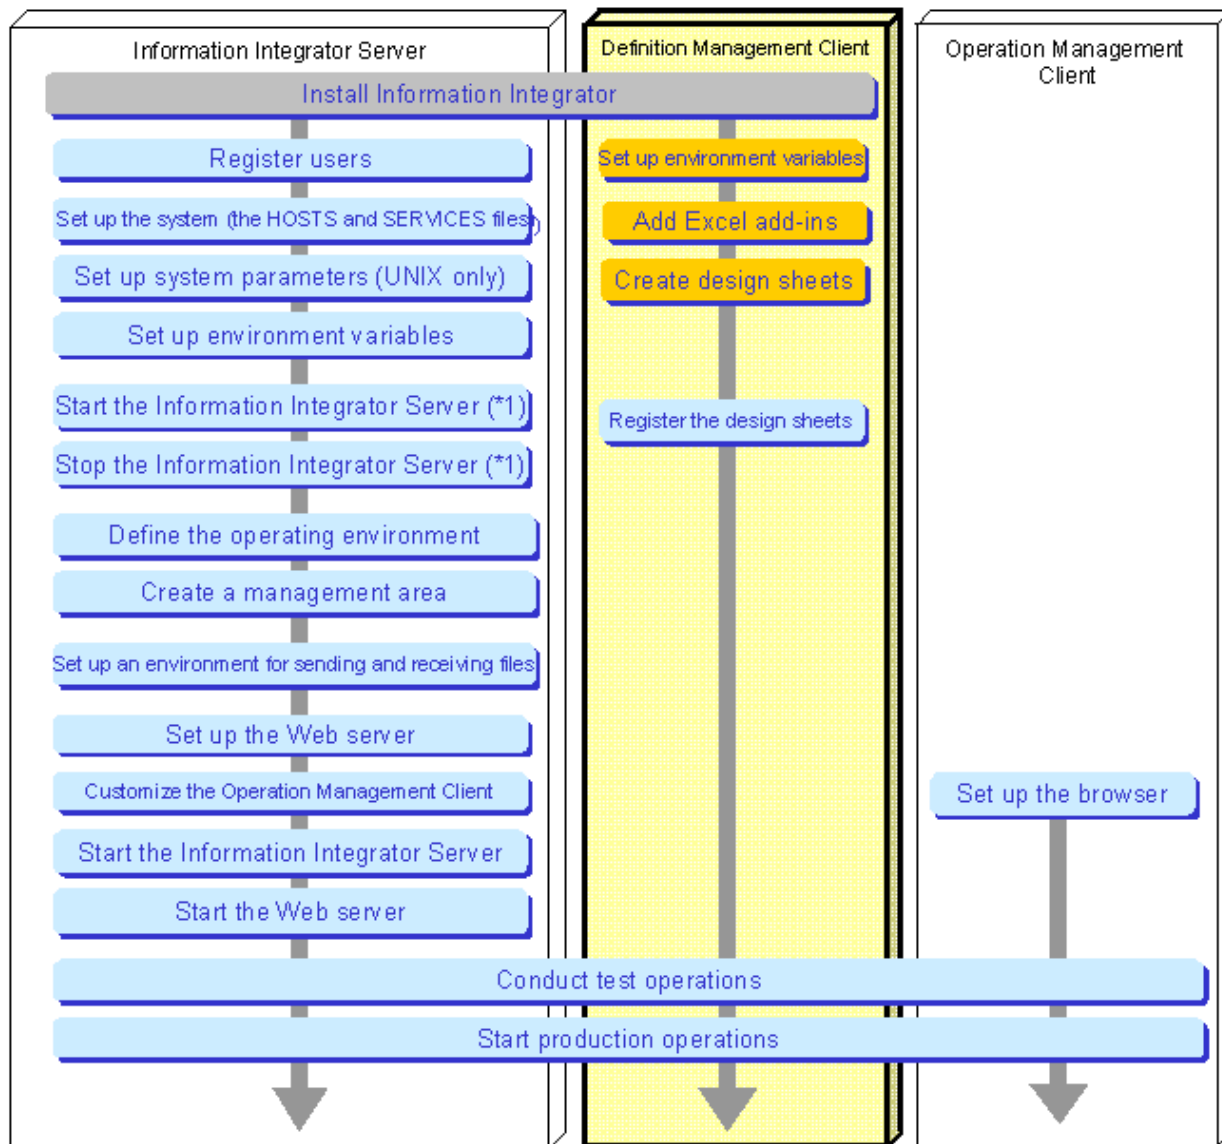 Information Integrator Server
Definition Management Client
Operation Management
Client
Install Information Integrator
Register users
Set up environment variables
Set up the system (the HOSTS and SERVICES files)
Add Excel add-ins
Set up system parameters (UNIX only)
Create design sheets
Set up environment variables
Start the Information Integrator Server (*1)
Register the design sheets
Stop the Information Integrator Server (*1)
Define the operating environment
Create a management area
Set up an environment for sending and receiving files
Set up the Web server
Customize the Operation Management Client
Set up the browser
Start the Information Integrator Server
Start the Web server
Conduct test operations
Start production operations